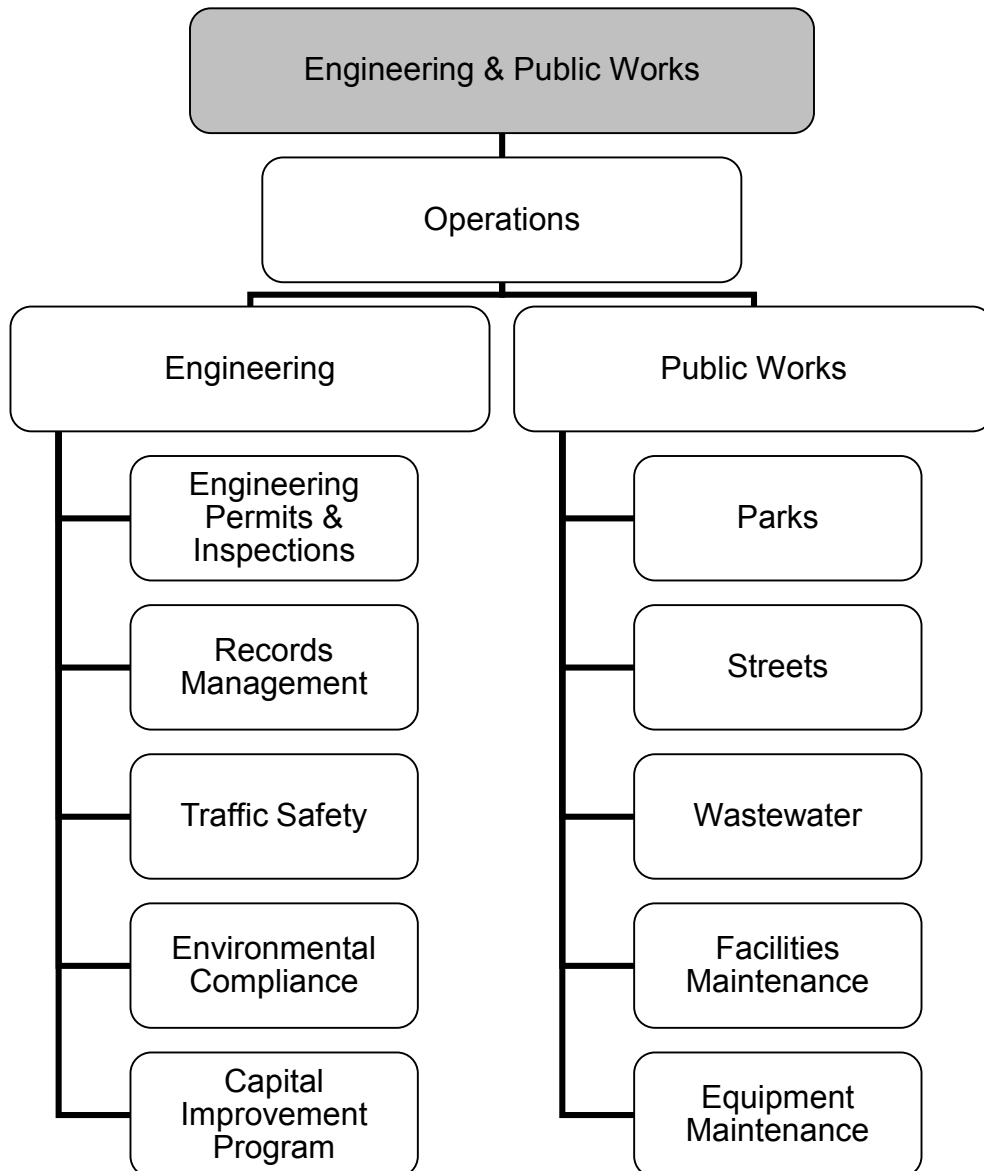 Engineering & Public Works
Operations
Engineering
Public Works
Engineering
Permits &
Inspections
Records
Management
Traffic Safety
Environmental
Compliance
Capital
Improvement
Program
Parks
Streets
Wastewater
Facilities
Maintenance
Equipment
Maintenance